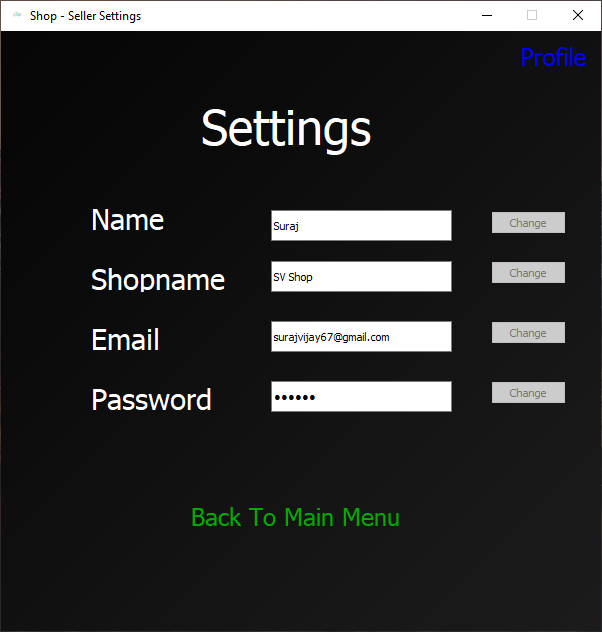 Shop - Seller Settings
Profile
Settings
Name Suraj Change
Shopname SV Shop Change
Email surajvijay67@gmail.com Change
Password •••••• Change
Back To Main Menu